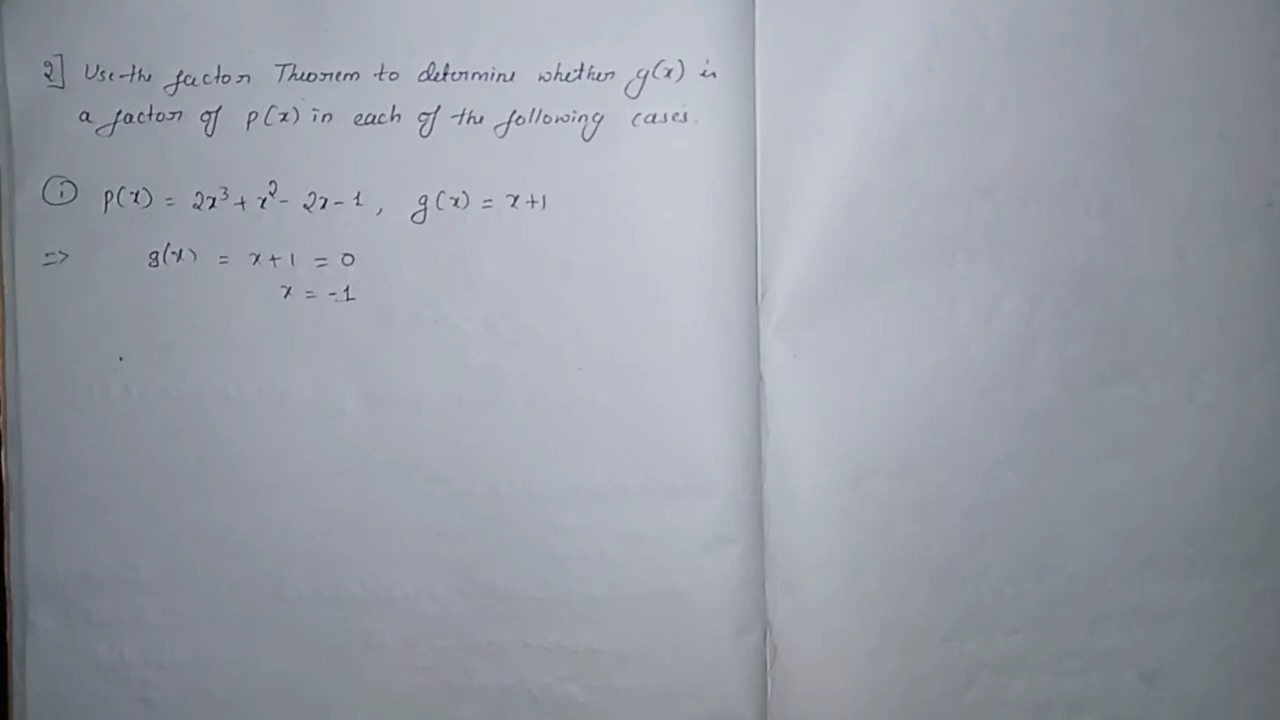 2] Use the factor Theorem to determine whether g(x) is
a factor of p(x) in each of the following cases.
① p(x) = 2x³ + x² - 2x - 1, g(x) = x+1
=> g(x) = x+1 = 0
x = -1